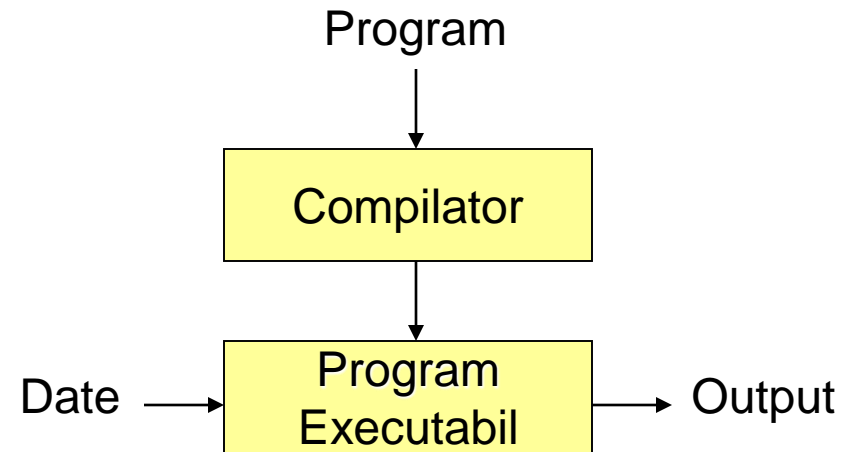 Program
Compilator
Date
Program
Executabil
Output